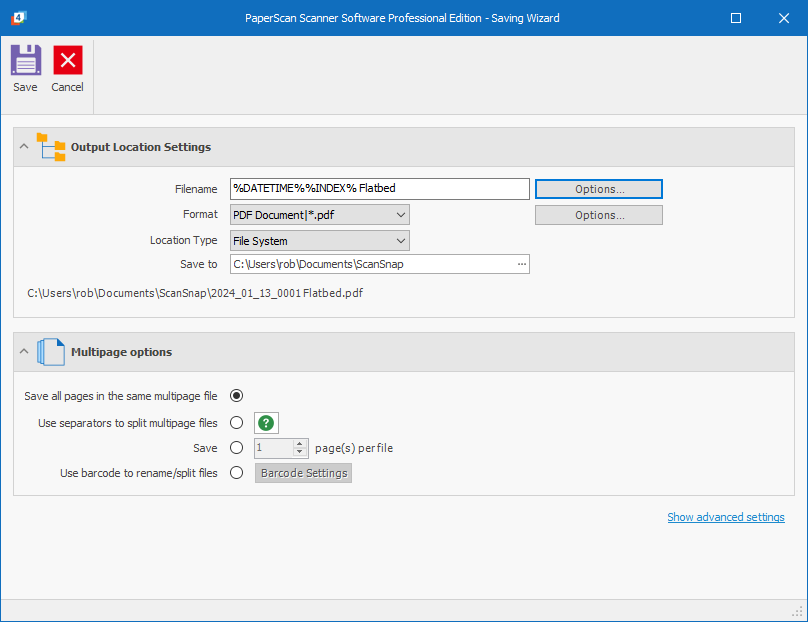 4 PaperScan Scanner Software Professional Edition - Saving Wizard
Save Cancel
Output Location Settings
Filename %DATETIME%%INDEX% Flatbed Options...
Format PDF Document|*.pdf Options...
Location Type File System
Save to C:\Users\rob\Documents\ScanSnap ...
C:\Users\rob\Documents\ScanSnap\2024_01_13_0001 Flatbed.pdf
Multipage options
Save all pages in the same multipage file
Use separators to split multipage files ?
Save 1 page(s) per file
Use barcode to rename/split files Barcode Settings
Show advanced settings